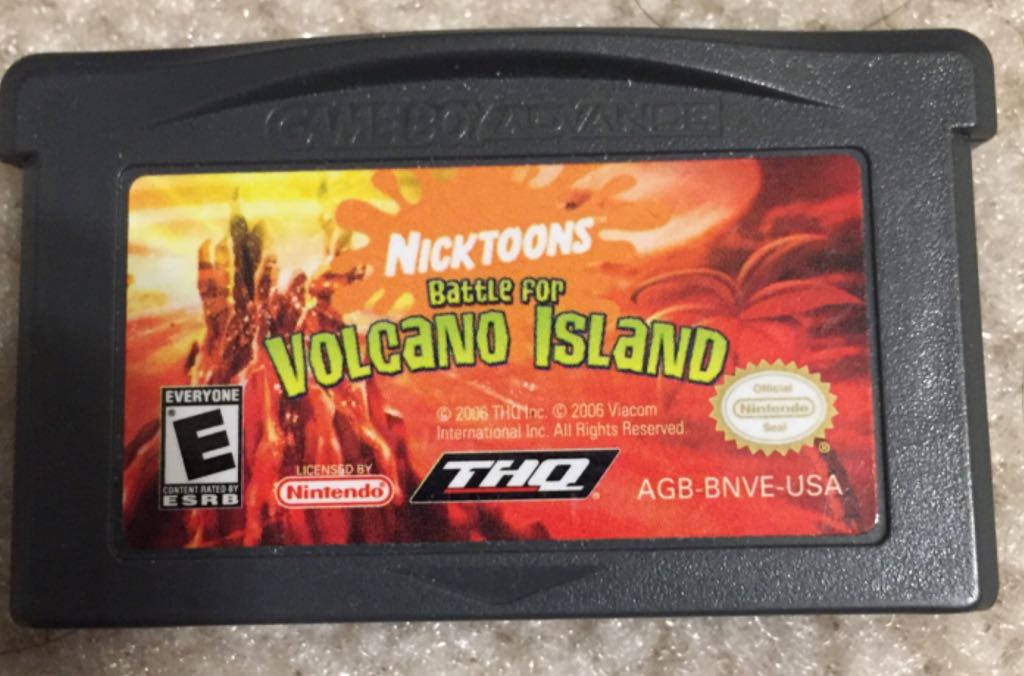 GAME BOY ADVANCE
NICKTOONS™
BATTLE FOR
VOLCANO ISLAND
EVERYONE
E
®
CONTENT RATED BY
ESRB
© 2006 THQ Inc. © 2006 Viacom
International Inc. All Rights Reserved.
Official
Nintendo
Seal
®
LICENSED BY
Nintendo®
THQ®
AGB-BNVE-USA